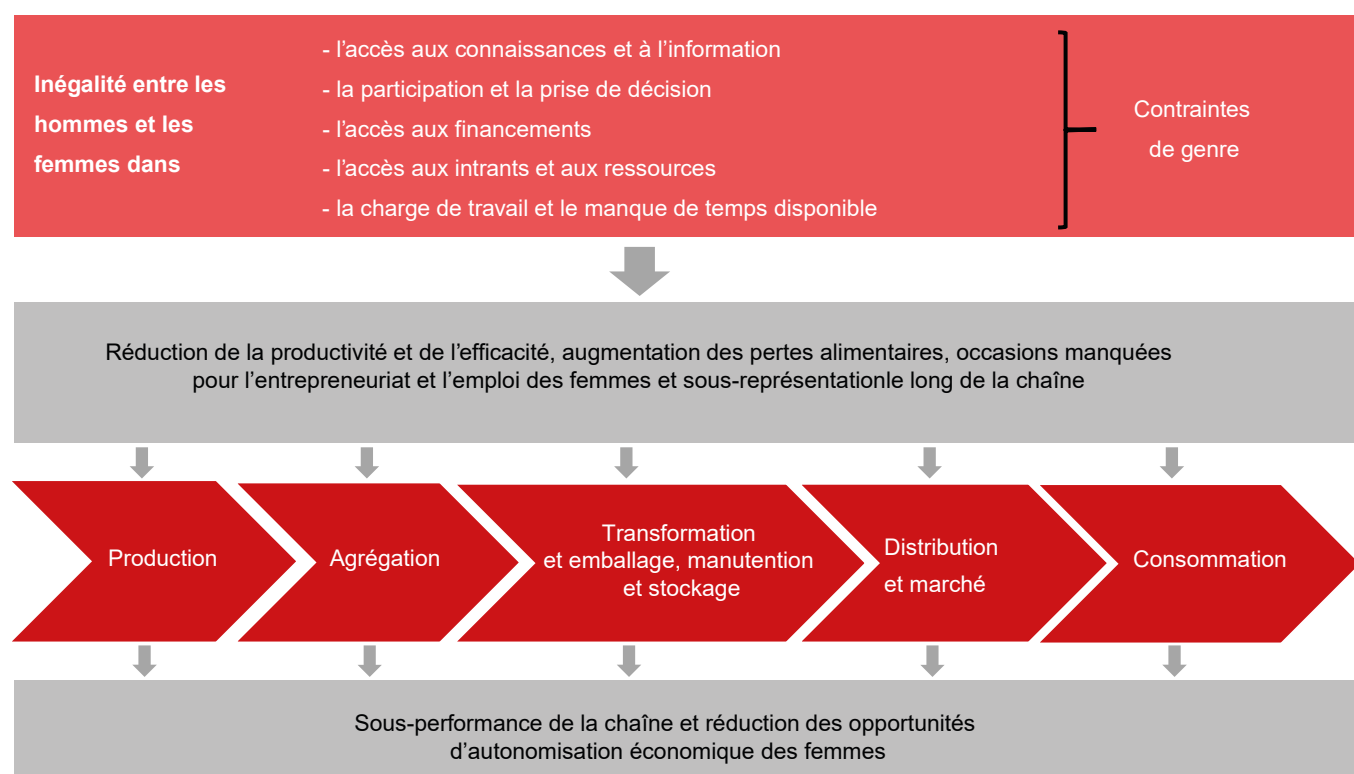 Inégalité entre les
hommes et les
femmes dans
- l’accès aux connaissances et à l’information
- la participation et la prise de décision
- l’accès aux financements
- l’accès aux intrants et aux ressources
- la charge de travail et le manque de temps disponible
Contraintes
de genre
Réduction de la productivité et de l’efficacité, augmentation des pertes alimentaires, occasions manquées
pour l’entrepreneuriat et l’emploi des femmes et sous-représentationle long de la chaîne
Production
Agrégation
Transformation
et emballage, manutention
et stockage
Distribution
et marché
Consommation
Sous-performance de la chaîne et réduction des opportunités
d’autonomisation économique des femmes